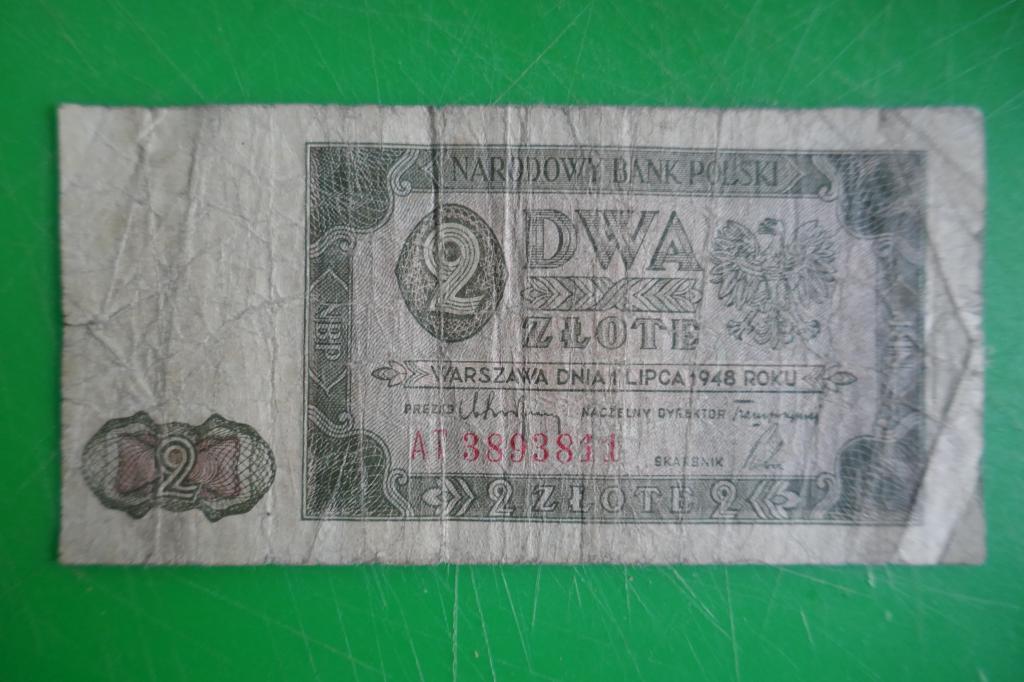 NARODOWY BANK POLSKI
2
DWA
ZŁOTE
NBP
WARSZAWA DNIA 1 LIPCA 1948 ROKU
PREZES NACZELNY DYREKTOR
AT 3893811
SKARBNIK
2 ZŁOTE 2
2